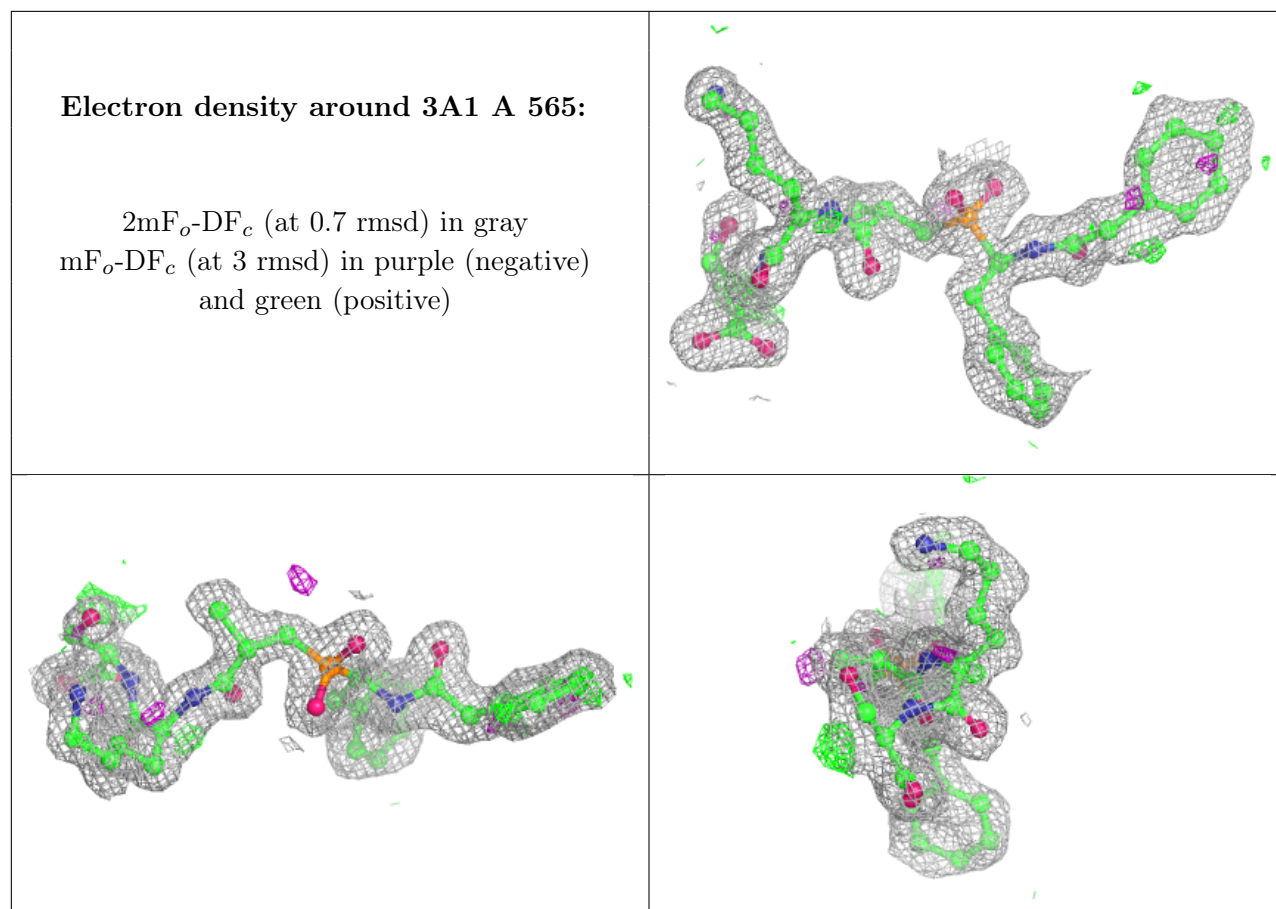 Electron density around 3A1 A 565:
2mFo-DFc (at 0.7 rmsd) in gray
mFo-DFc (at 3 rmsd) in purple (negative)
and green (positive)